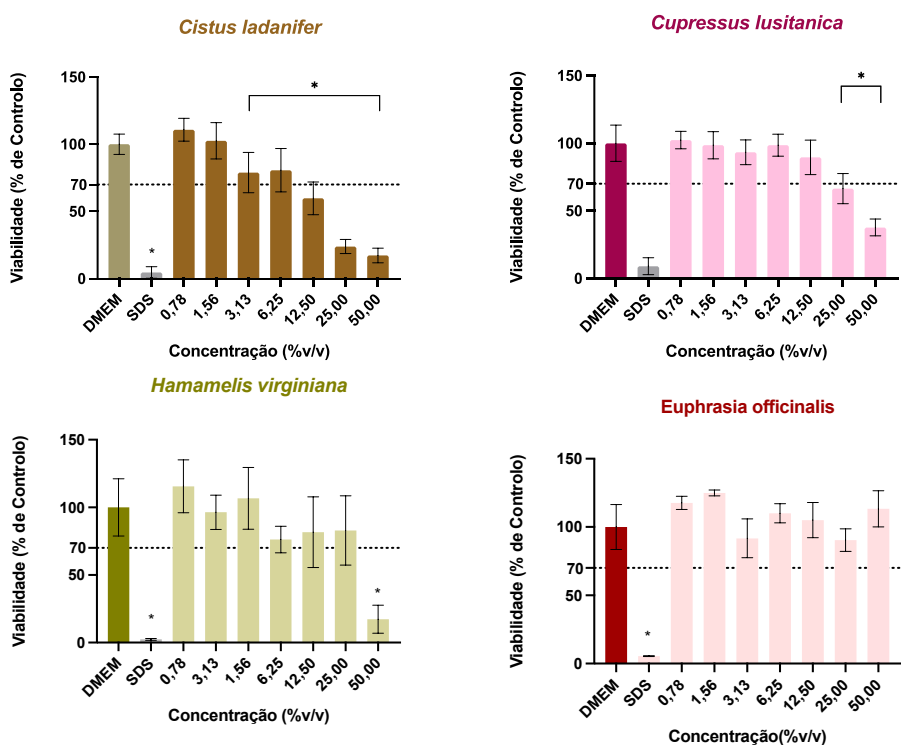 Cistus ladanifer
Viabilidade (% de Controlo)
150
100
70
50
0
*
*
DMEM
SDS
0,78
1,56
3,13
6,25
12,50
25,00
50,00
Concentração (%v/v)
Cupressus lusitanica
Viabilidade (% de Controlo)
150
100
70
50
0
*
DMEM
SDS
0,78
1,56
3,13
6,25
12,50
25,00
50,00
Concentração (%v/v)
Hamamelis virginiana
Viabilidade (% de Controlo)
150
100
70
50
0
*
*
DMEM
SDS
0,78
3,13
1,56
6,25
12,50
25,00
50,00
Concentração (%v/v)
Euphrasia officinalis
Viabilidade (% de Controlo)
150
100
70
50
0
*
DMEM
SDS
0,78
1,56
3,13
6,25
12,50
25,00
50,00
Concentração(%v/v)